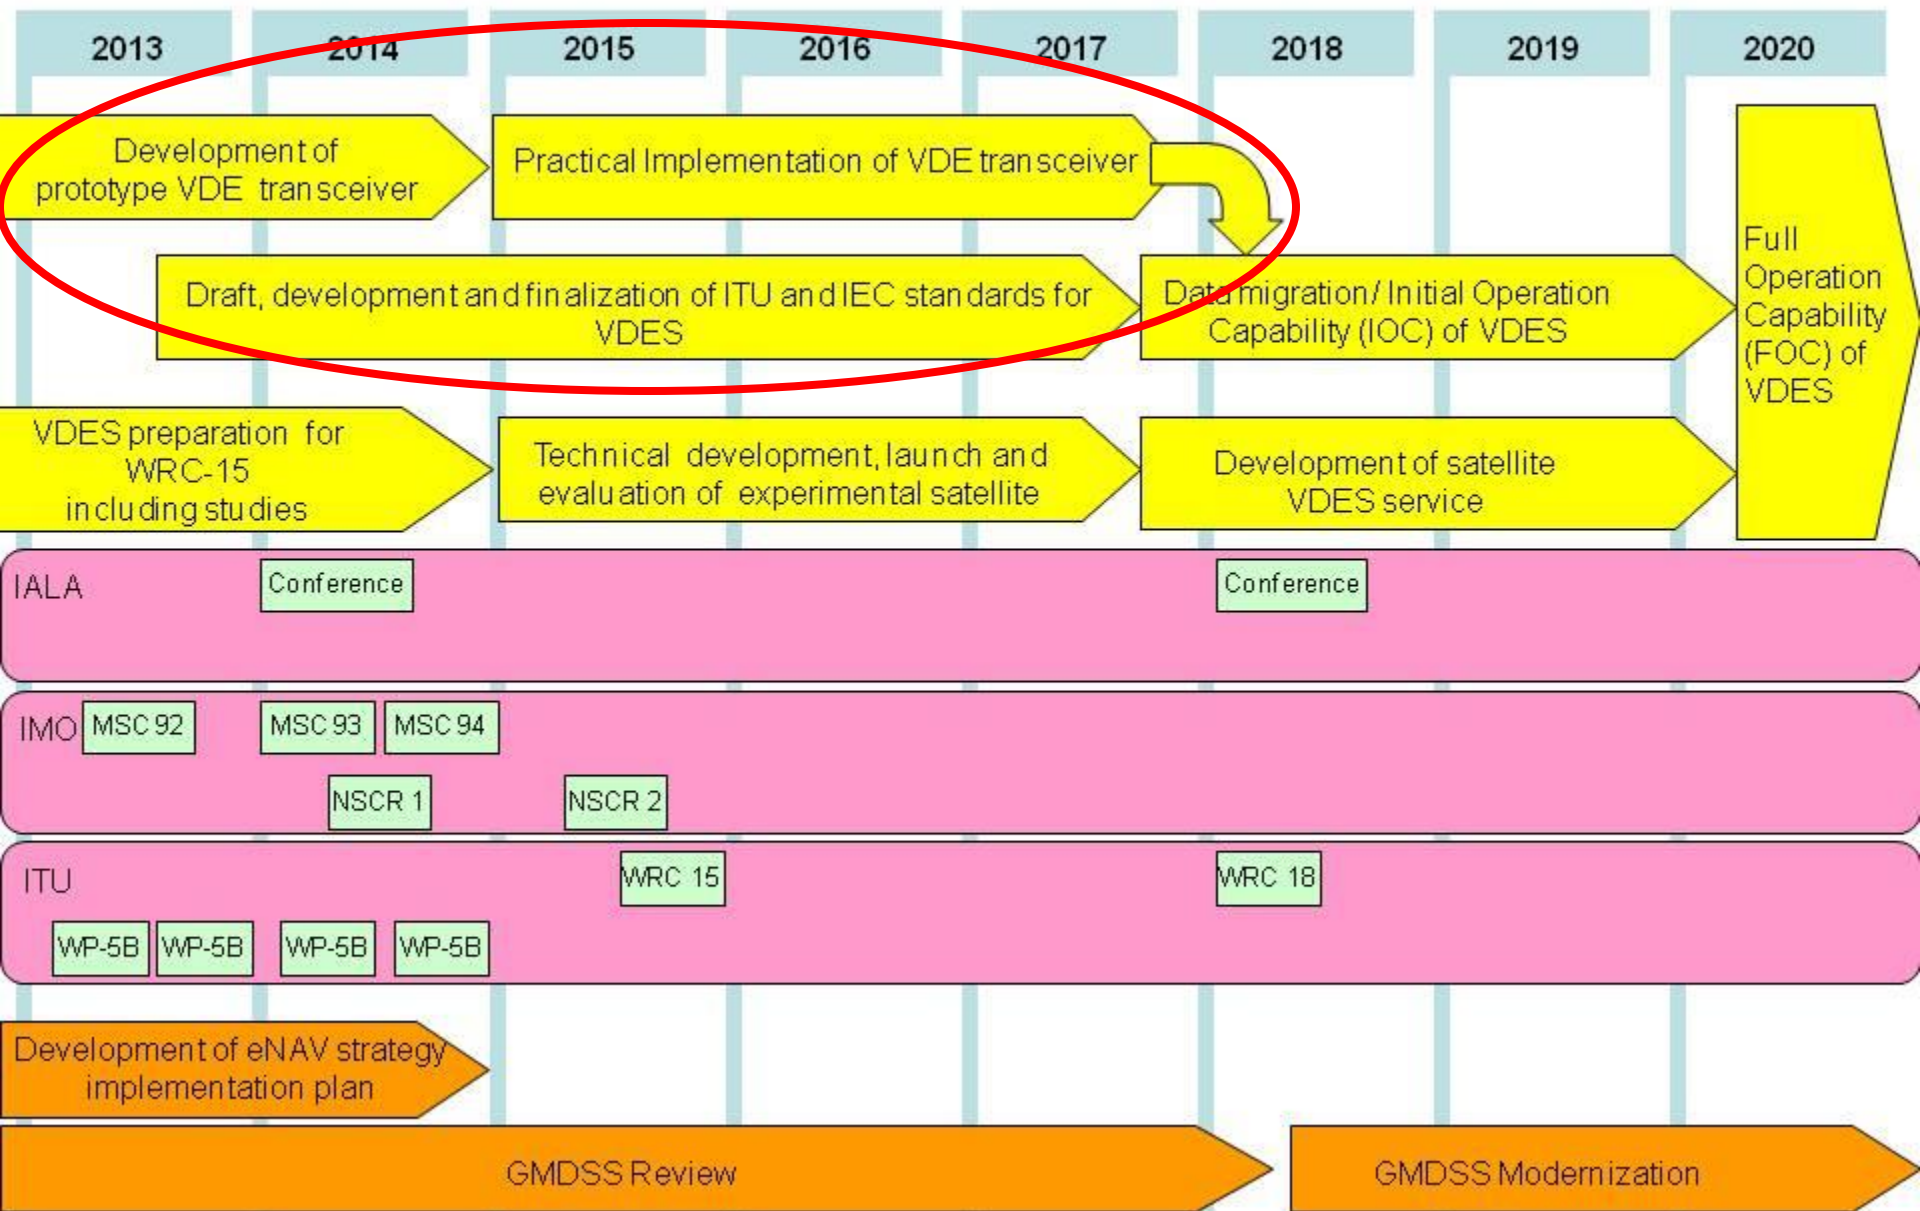 2013 2014 2015 2016 2017 2018 2019 2020
Development of
prototype VDE transceiver
Practical Implementation of VDE transceiver
Draft, development and finalization of ITU and IEC standards for
VDES
Data migration/ Initial Operation
Capability (IOC) of VDES
Full
Operation
Capability
(FOC) of
VDES
VDES preparation for
WRC-15
including studies
Technical development, launch and
evaluation of experimental satellite
Development of satellite
VDES service
IALA
Conference
Conference
IMO
MSC 92
MSC 93
MSC 94
NSCR 1
NSCR 2
ITU
WRC 15
WRC 18
WP-5B
WP-5B
WP-5B
WP-5B
Development of eNAV strategy
implementation plan
GMDSS Review
GMDSS Modernization